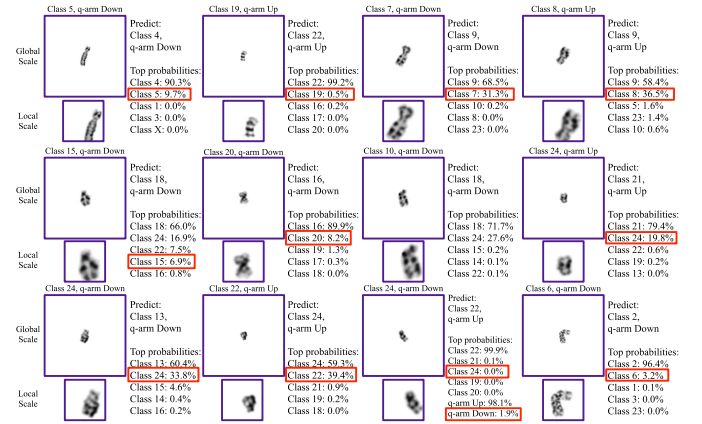 Class 5, q-arm Down
Global
Scale
Local
Scale
Predict:
Class 4,
q-arm Down
Top probabilities:
Class 4: 90.3%
Class 5: 9.7%
Class 1: 0.0%
Class 3: 0.0%
Class X: 0.0%
Class 19, q-arm Up
Predict:
Class 22,
q-arm Up
Top probabilities:
Class 22: 99.2%
Class 19: 0.5%
Class 16: 0.2%
Class 17: 0.0%
Class 20: 0.0%
Class 7, q-arm Down
Predict:
Class 9,
q-arm Down
Top probabilities:
Class 9: 68.5%
Class 7: 31.3%
Class 10: 0.2%
Class 8: 0.0%
Class 23: 0.0%
Class 8, q-arm Up
Predict:
Class 9,
q-arm Up
Top probabilities:
Class 9: 58.4%
Class 8: 36.5%
Class 5: 1.6%
Class 23: 1.4%
Class 10: 0.6%
Class 15, q-arm Down
Global
Scale
Local
Scale
Predict:
Class 18,
q-arm Down
Top probabilities:
Class 18: 66.0%
Class 24: 16.9%
Class 22: 7.5%
Class 15: 6.9%
Class 16: 0.8%
Class 20, q-arm Down
Predict:
Class 16,
q-arm Down
Top probabilities:
Class 16: 89.9%
Class 20: 8.2%
Class 19: 1.3%
Class 17: 0.3%
Class 18: 0.0%
Class 10, q-arm Down
Predict:
Class 18,
q-arm Down
Top probabilities:
Class 18: 71.7%
Class 24: 27.6%
Class 15: 0.2%
Class 14: 0.1%
Class 22: 0.1%
Class 24, q-arm Up
Predict:
Class 21,
q-arm Up
Top probabilities:
Class 21: 79.4%
Class 24: 19.8%
Class 22: 0.6%
Class 19: 0.2%
Class 13: 0.0%
Class 24, q-arm Down
Global
Scale
Local
Scale
Predict:
Class 13,
q-arm Down
Top probabilities:
Class 13: 60.4%
Class 24: 33.8%
Class 15: 4.6%
Class 14: 0.4%
Class 16: 0.2%
Class 22, q-arm Up
Predict:
Class 24,
q-arm Up
Top probabilities:
Class 24: 59.3%
Class 22: 39.4%
Class 21: 0.9%
Class 19: 0.2%
Class 18: 0.0%
Class 24, q-arm Down
Predict:
Class 22,
q-arm Up
Top probabilities:
Class 22: 99.9%
Class 21: 0.1%
Class 24: 0.0%
Class 19: 0.0%
Class 20: 0.0%
q-arm Up: 98.1%
q-arm Down: 1.9%
Class 6, q-arm Down
Predict:
Class 2,
q-arm Down
Top probabilities:
Class 2: 96.4%
Class 6: 3.2%
Class 1: 0.1%
Class 3: 0.0%
Class 23: 0.0%